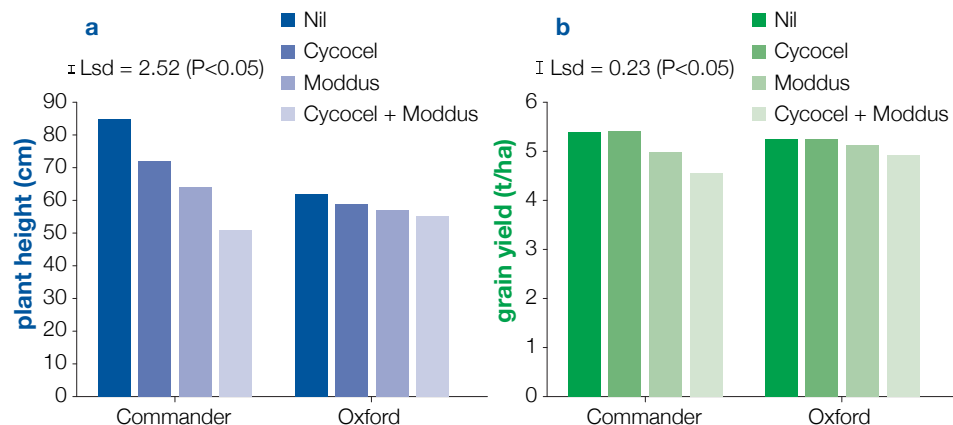 a
Nil
Cycocel
Moddus
Cycocel + Moddus
Lsd = 2.52 (P<0.05)
plant height (cm)
90
80
70
60
50
40
30
20
10
0
Commander
Oxford
b
Nil
Cycocel
Moddus
Cycocel + Moddus
Lsd = 0.23 (P<0.05)
grain yield (t/ha)
6
5
4
3
2
1
0
Commander
Oxford